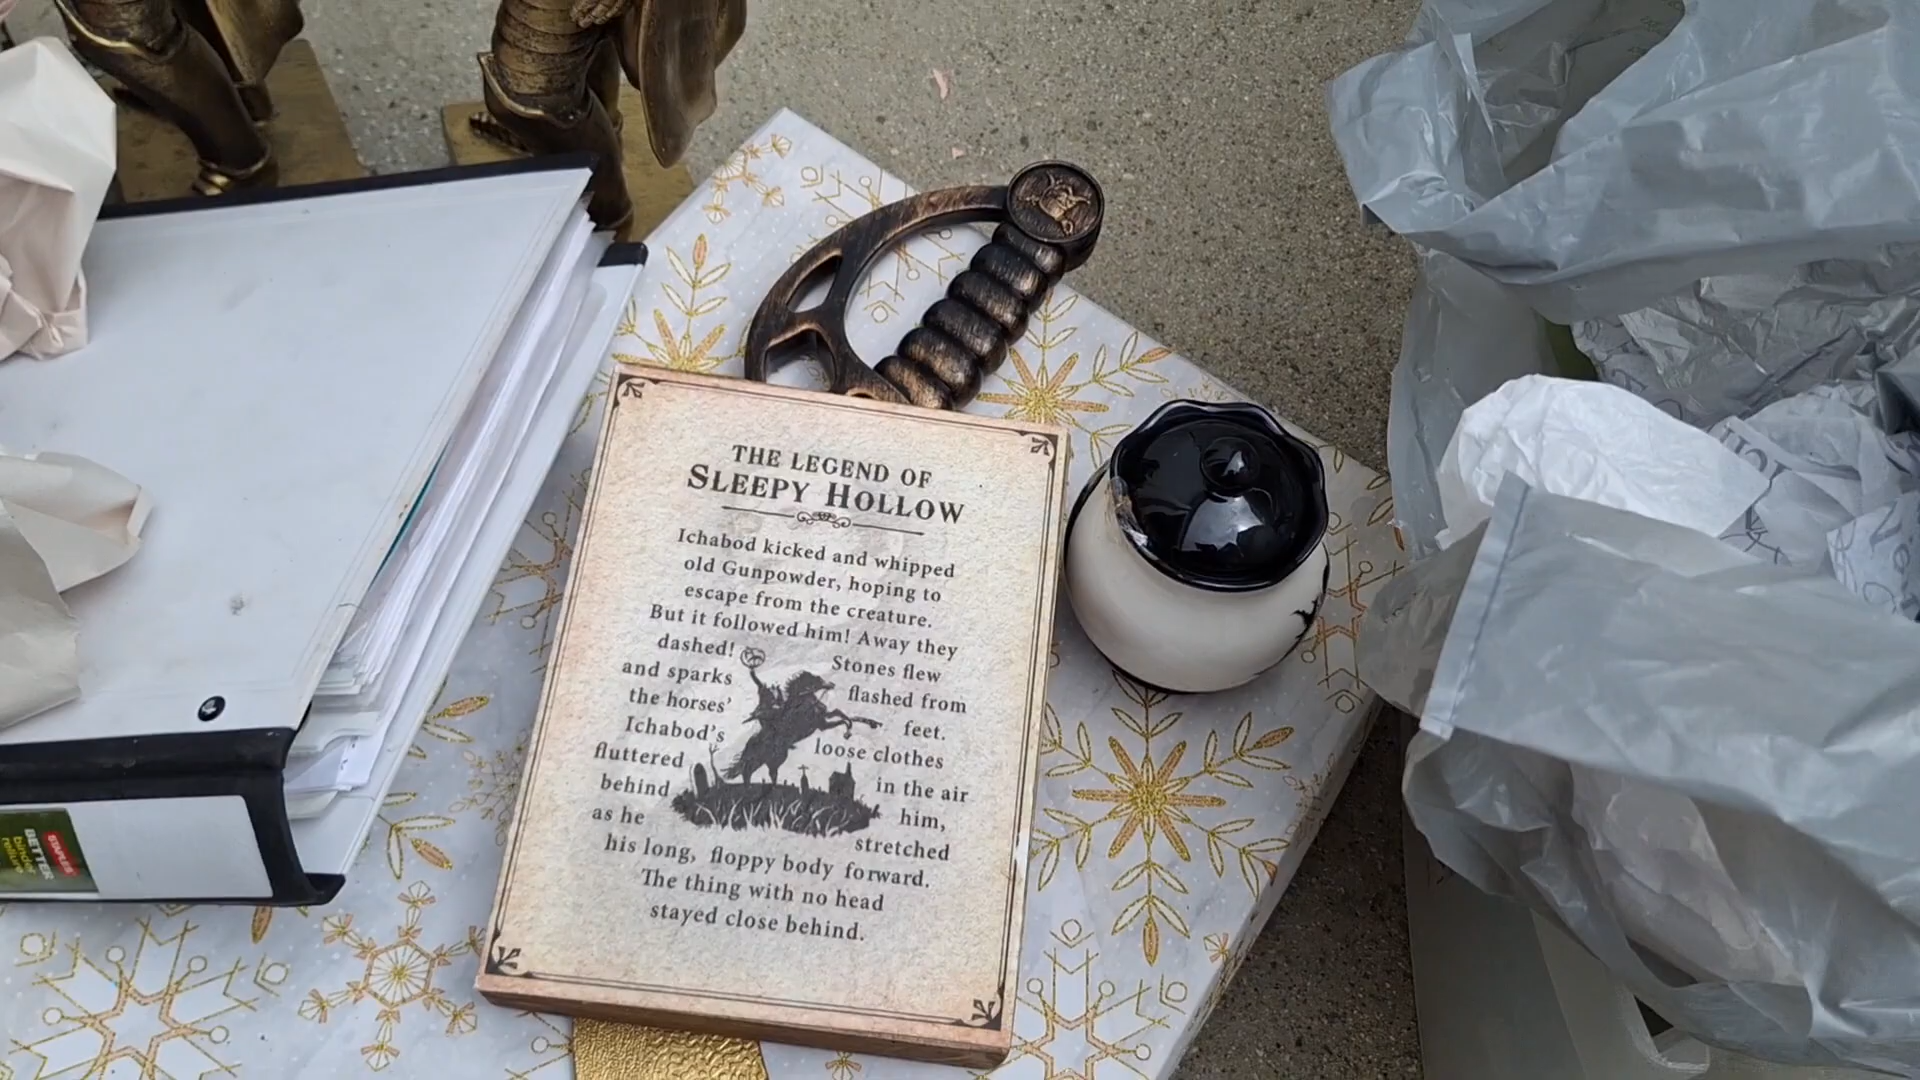 THE LEGEND OF
SLEEPY HOLLOW
Ichabod kicked and whipped
old Gunpowder, hoping to
escape from the creature.
But it followed him! Away they
dashed! Stones flew
and sparks flashed from
the horses' feet.
Ichabod's loose clothes
fluttered in the air
behind him,
as he stretched
his long, floppy body forward.
The thing with no head
stayed close behind.
STAPLES
BETTER
binder